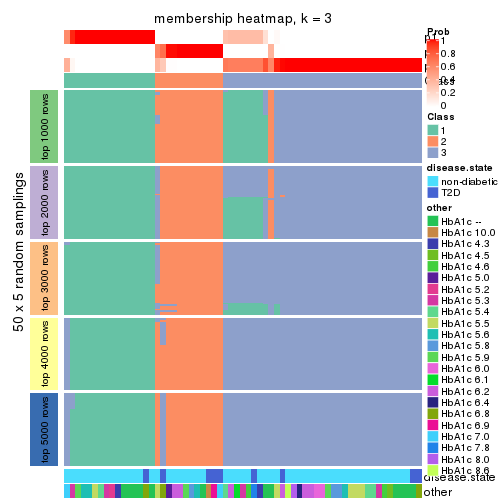 membership heatmap, k = 3
50 x 5 random samplings
top 1000 rows
top 2000 rows
top 3000 rows
top 4000 rows
top 5000 rows
Prob
1
0.8
0.6
0.4
0.2
0
Class
1
2
3
disease.state
non-diabetic
T2D
other
HbA1c --
HbA1c 10.0
HbA1c 4.3
HbA1c 4.5
HbA1c 4.6
HbA1c 5.0
HbA1c 5.2
HbA1c 5.3
HbA1c 5.4
HbA1c 5.5
HbA1c 5.6
HbA1c 5.8
HbA1c 5.9
HbA1c 6.0
HbA1c 6.1
HbA1c 6.2
HbA1c 6.4
HbA1c 6.8
HbA1c 6.9
HbA1c 7.0
HbA1c 7.8
HbA1c 8.0
HbA1c 8.6
disease.state
other